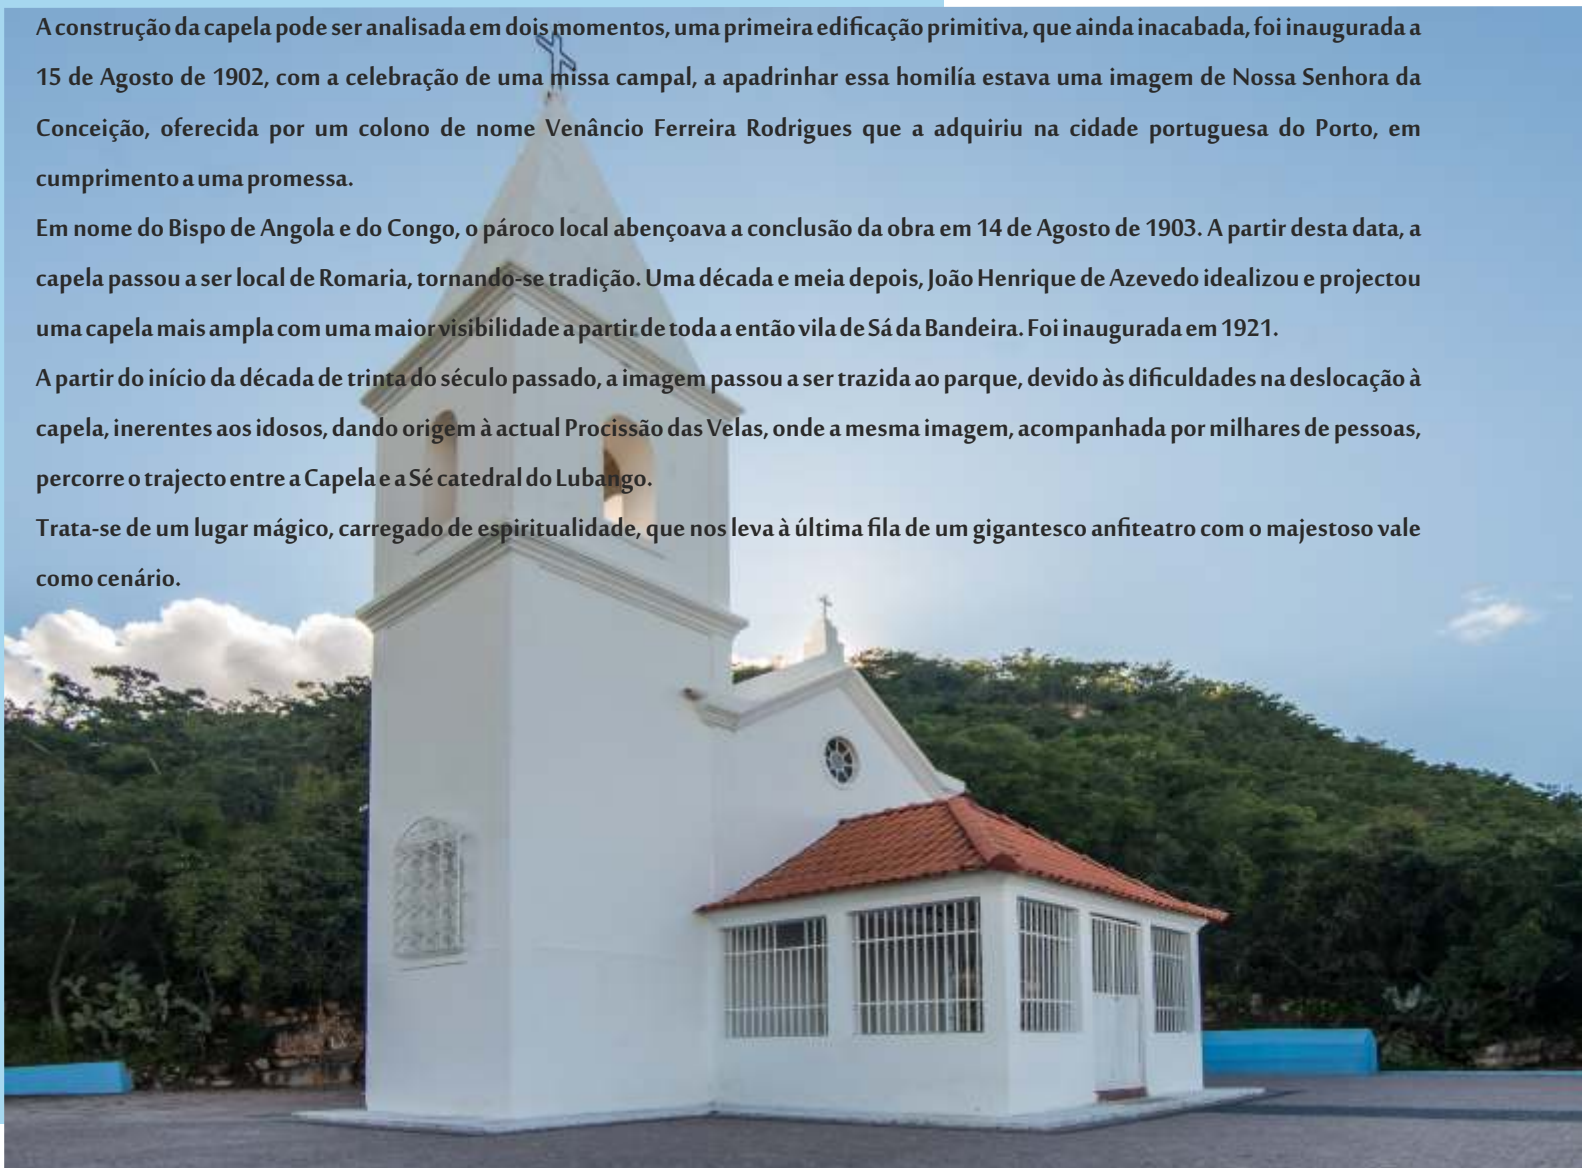 A construção da capela pode ser analisada em dois momentos, uma primeira edificação primitiva, que ainda inacabada, foi inaugurada a
15 de Agosto de 1902, com a celebração de uma missa campal, a apadrinhar essa homilía estava uma imagem de Nossa Senhora da
Conceição, oferecida por um colono de nome Venâncio Ferreira Rodrigues que a adquiriu na cidade portuguesa do Porto, em
cumprimento a uma promessa.
Em nome do Bispo de Angola e do Congo, o pároco local abençoava a conclusão da obra em 14 de Agosto de 1903. A partir desta data, a
capela passou a ser local de Romaria, tornando-se tradição. Uma década e meia depois, João Henrique de Azevedo idealizou e projectou
uma capela mais ampla com uma maior visibilidade a partir de toda a então vila de Sá da Bandeira. Foi inaugurada em 1921.
A partir do início da década de trinta do século passado, a imagem passou a ser trazida ao parque, devido às dificuldades na deslocação à
capela, inerentes aos idosos, dando origem à actual Procissão das Velas, onde a mesma imagem, acompanhada por milhares de pessoas,
percorre o trajecto entre a Capela e a Sé catedral do Lubango.
Trata-se de um lugar mágico, carregado de espiritualidade, que nos leva à última fila de um gigantesco anfiteatro com o majestoso vale
como cenário.